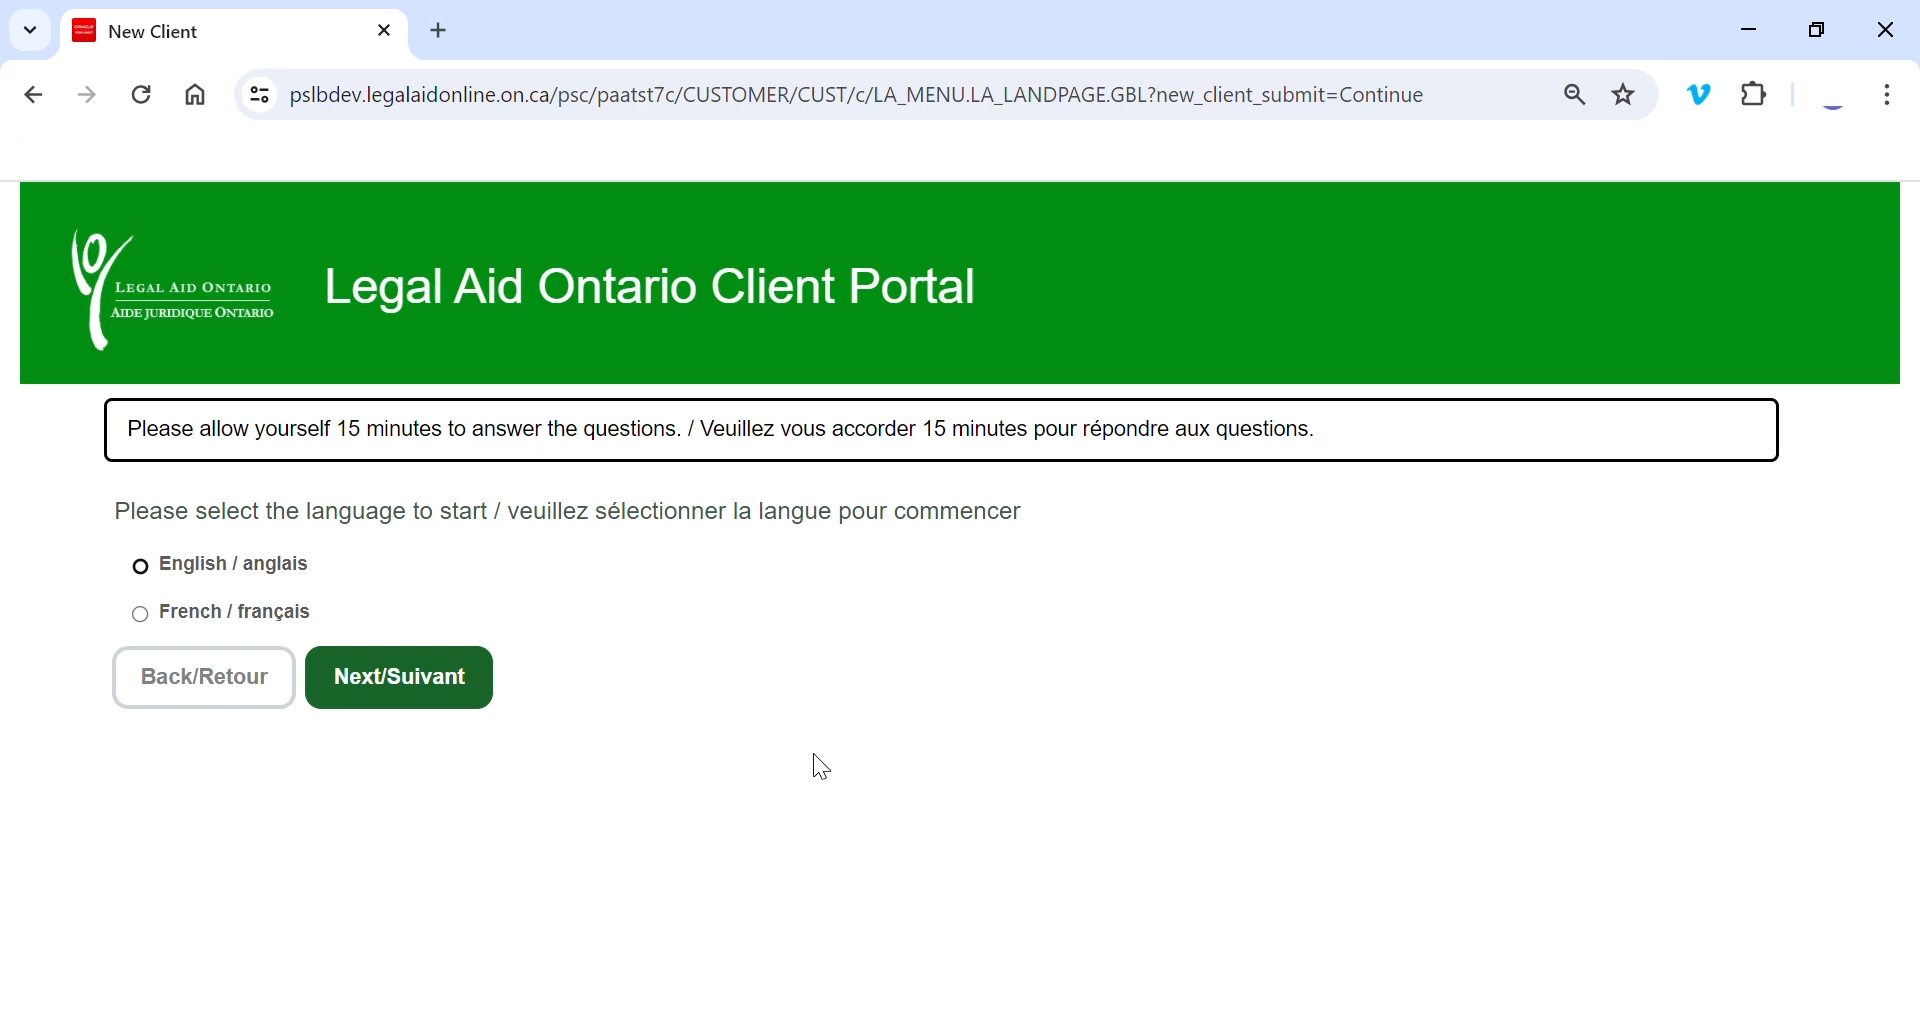 New Client
pslbdev.legalaidonline.on.ca/psc/paatst7c/CUSTOMER/CUST/c/LA_MENU.LA_LANDPAGE.GBL?new_client_submit=Continue
LEGAL AID ONTARIO
AIDE JURIDIQUE ONTARIO
Legal Aid Ontario Client Portal
Please allow yourself 15 minutes to answer the questions. / Veuillez vous accorder 15 minutes pour répondre aux questions.
Please select the language to start / veuillez sélectionner la langue pour commencer
English / anglais
French / français
Back/Retour
Next/Suivant